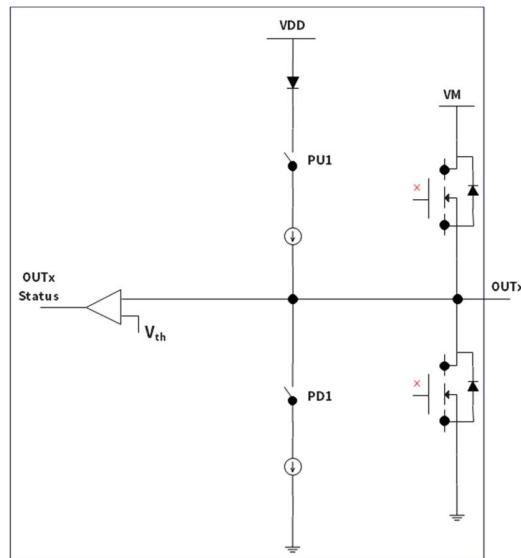 VDD
VM
PU1
×
OUTx
Status
OUTx
Vth
×
PD1